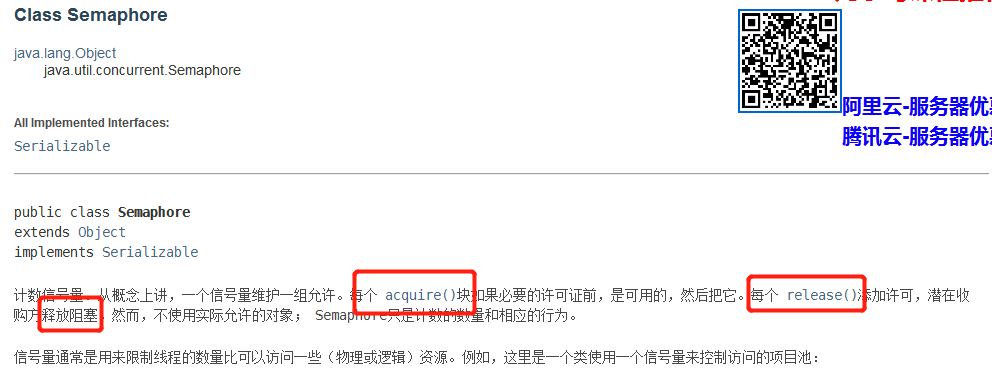 Class Semaphore
java.lang.Object
java.util.concurrent.Semaphore
阿里云-服务器优惠
腾讯云-服务器优惠
All Implemented Interfaces:
Serializable
public class Semaphore
extends Object
implements Serializable
计数信号量。从概念上讲，一个信号量维护一组允许。每个 acquire()块如果必要的许可证前，是可用的，然后把它。每个 release()添加许可，潜在收
购方释放阻塞。然而，不使用实际允许的对象； Semaphore只是计数的数量和相应的行为。
信号量通常是用来限制线程的数量比可以访问一些（物理或逻辑）资源。例如，这里是一个类使用一个信号量来控制访问的项目池：